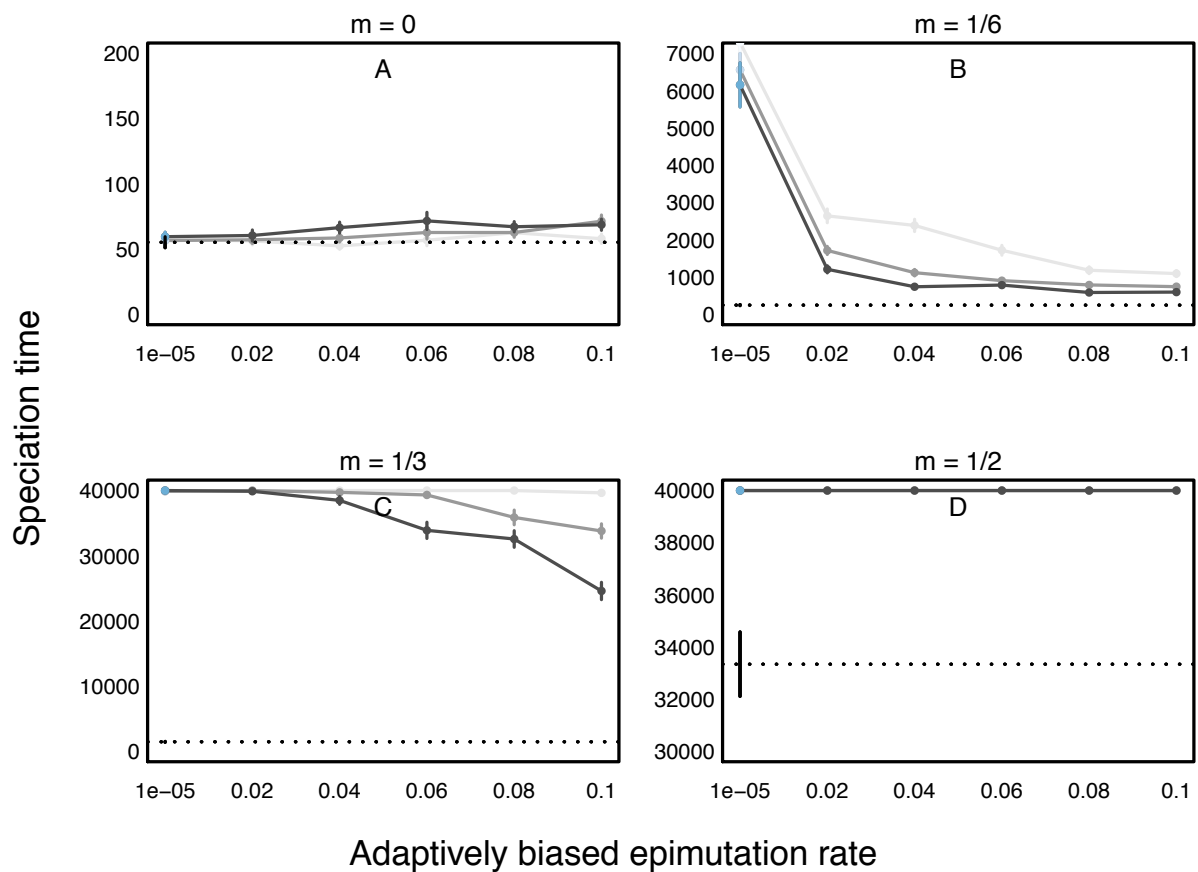 m = 0
200
A
150
100
50
0
1e−05 0.02 0.04 0.06 0.08 0.1
m = 1/6
7000
B
6000
5000
4000
3000
2000
1000
0
1e−05 0.02 0.04 0.06 0.08 0.1
Speciation time
m = 1/3
40000
C
30000
20000
10000
0
1e−05 0.02 0.04 0.06 0.08 0.1
m = 1/2
40000
D
38000
36000
34000
32000
30000
1e−05 0.02 0.04 0.06 0.08 0.1
Adaptively biased epimutation rate